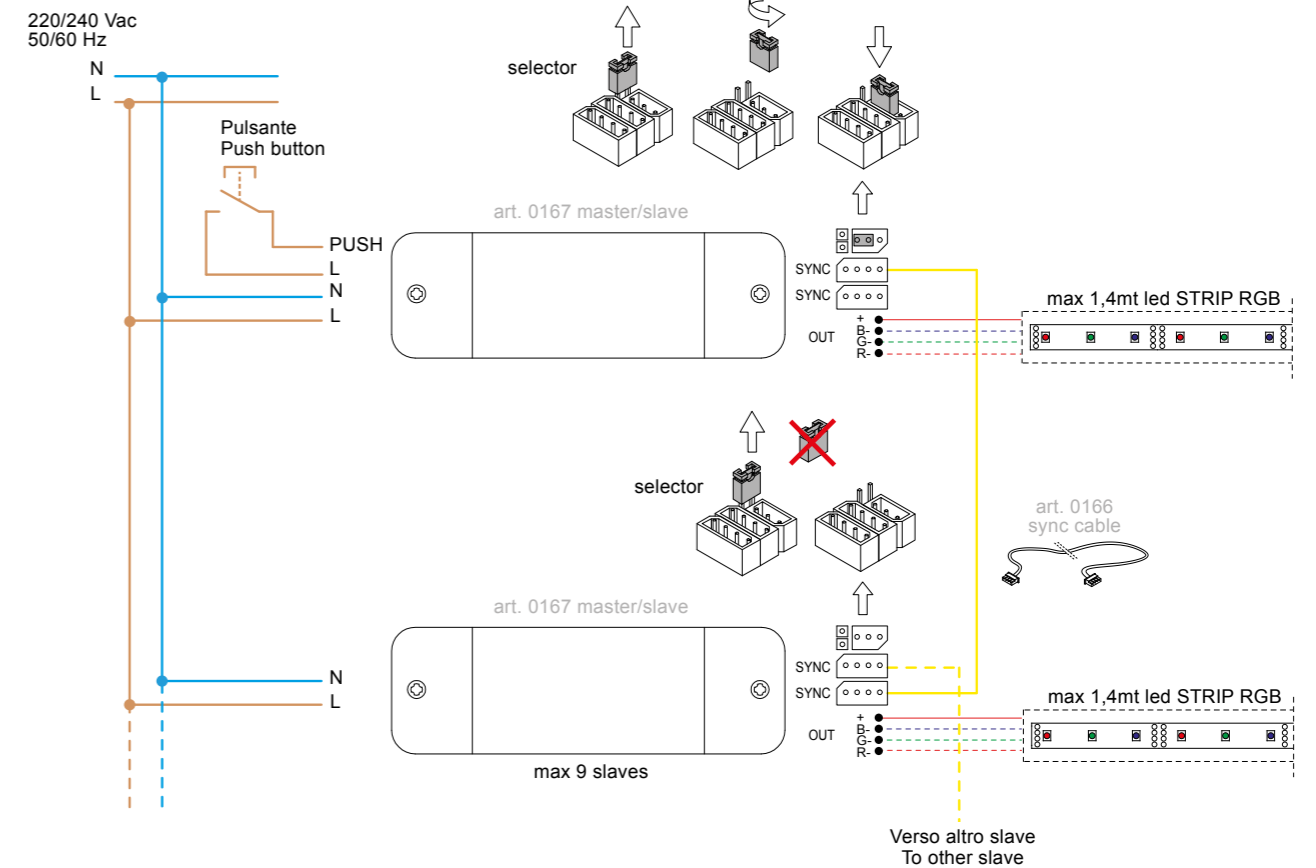 220/240 Vac
50/60 Hz
N
L
selector
Pulsante
Push button
art. 0167 master/slave
PUSH
L
N
L
SYNC
SYNC
OUT
+
B-
G-
R-
max 1,4mt led STRIP RGB
selector
art. 0166
sync cable
art. 0167 master/slave
N
L
SYNC
SYNC
OUT
+
B-
G-
R-
max 1,4mt led STRIP RGB
max 9 slaves
Verso altro slave
To other slave